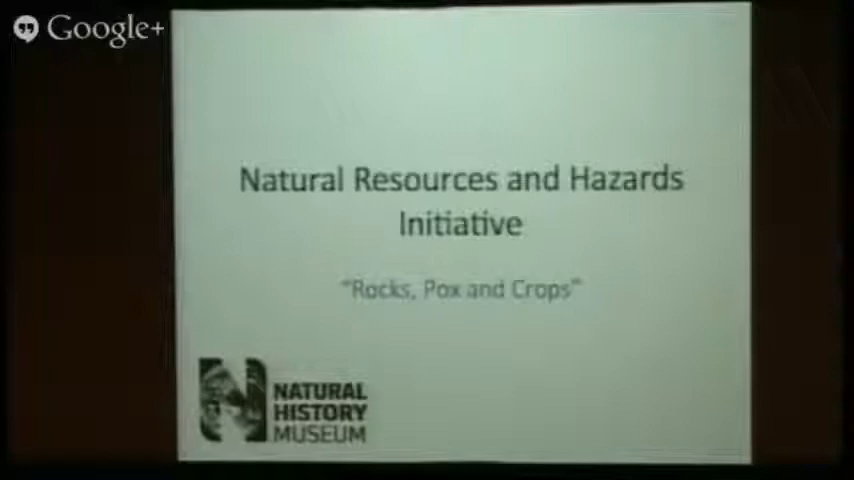 Google+
Natural Resources and Hazards
Initiative
"Rocks, Pox and Crops"
NATURAL
HISTORY
MUSEUM